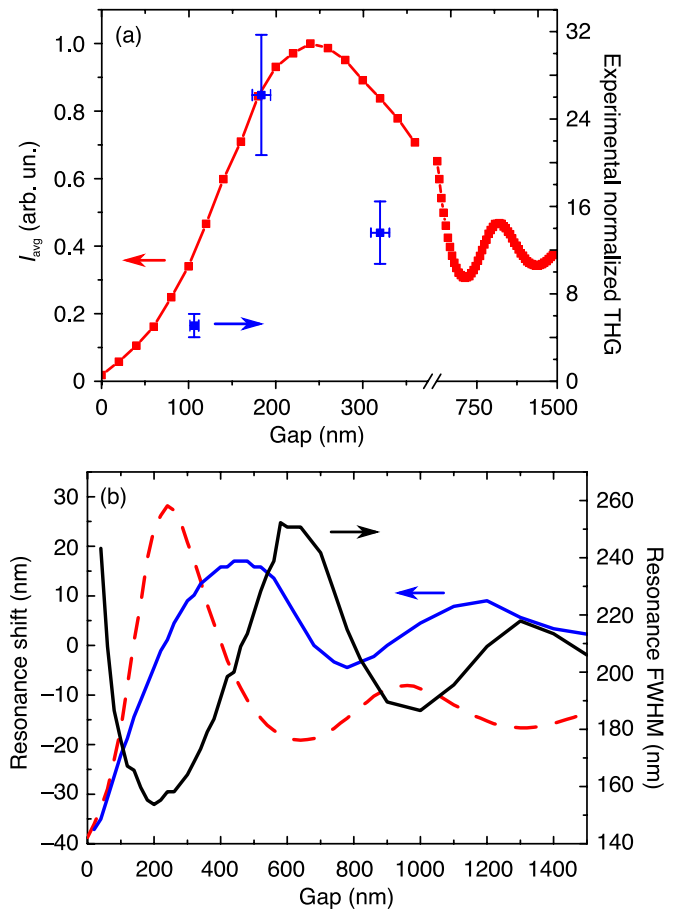 (a)
1.0
0.8
0.6
0.4
0.2
0
I_avg (arb. un.)
32
24
16
8
0
Experimental normalized THG
0 100 200 300 750 1500
Gap (nm)
(b)
30
20
10
0
−10
−20
−30
−40
Resonance shift (nm)
260
240
220
200
180
160
140
Resonance FWHM (nm)
0 200 400 600 800 1000 1200 1400
Gap (nm)